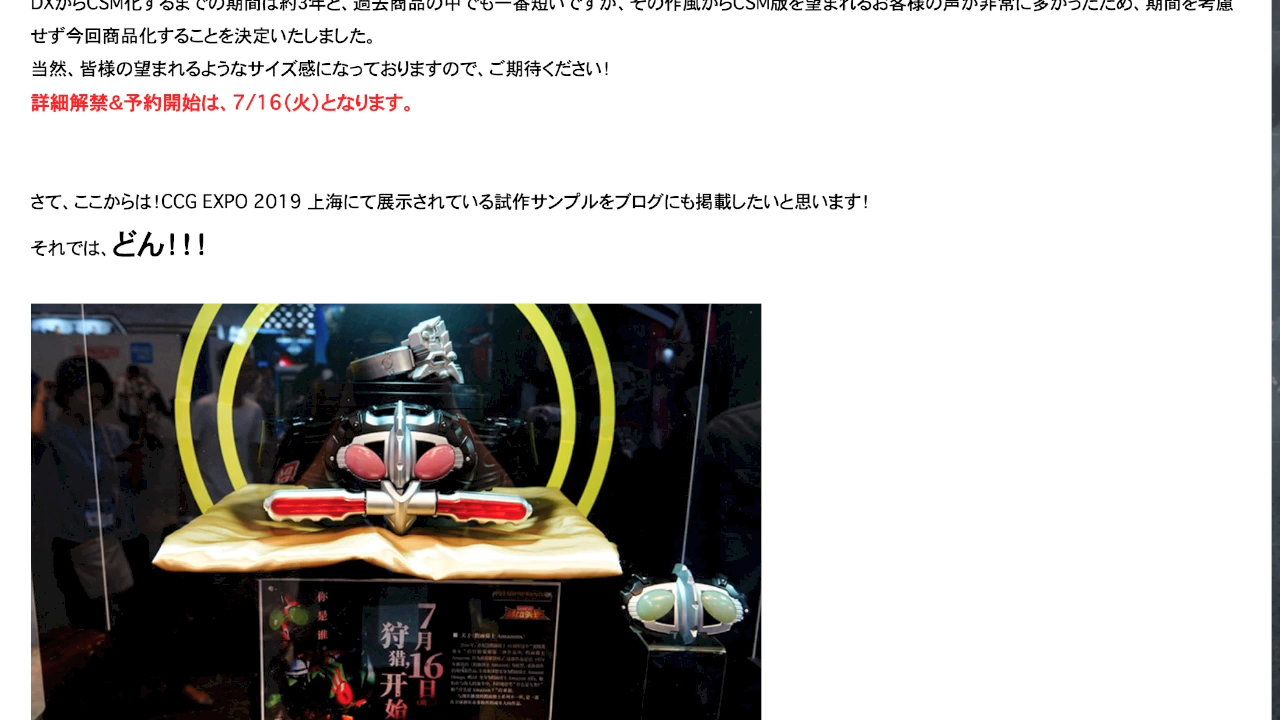 DXからCSM化するまでの期間は約3年と、過去商品の中でも一番短いですが、その作風からCSM版を望まれるお客様の声が非常に多かったため、期間を考慮
せず今回商品化することを決定いたしました。
当然、皆様の望まれるようなサイズ感になっておりますので、ご期待ください！
詳細解禁&予約開始は、7/16（火）となります。
さて、ここからは！CCG EXPO 2019 上海にて展示されている試作サンプルをブログにも掲載したいと思います！
それでは、どん！！！
你是谁
7月16日
狩猎开始